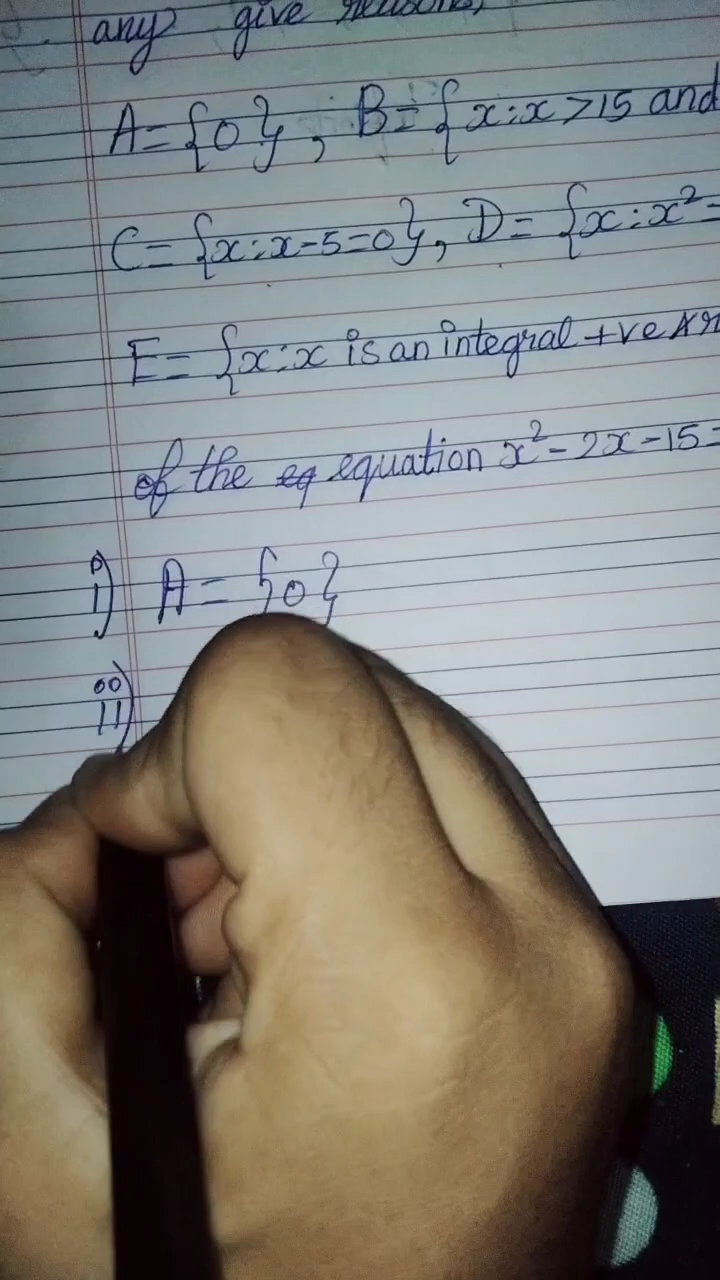 any give reasons,
A = {0}, B = {x:x > 15 and
C = {x:x-5=0}, D = {x:x²=
E = {x:x is an integral +ve
of the equation x² - 2x - 15 =
i) A = {0}
ii)